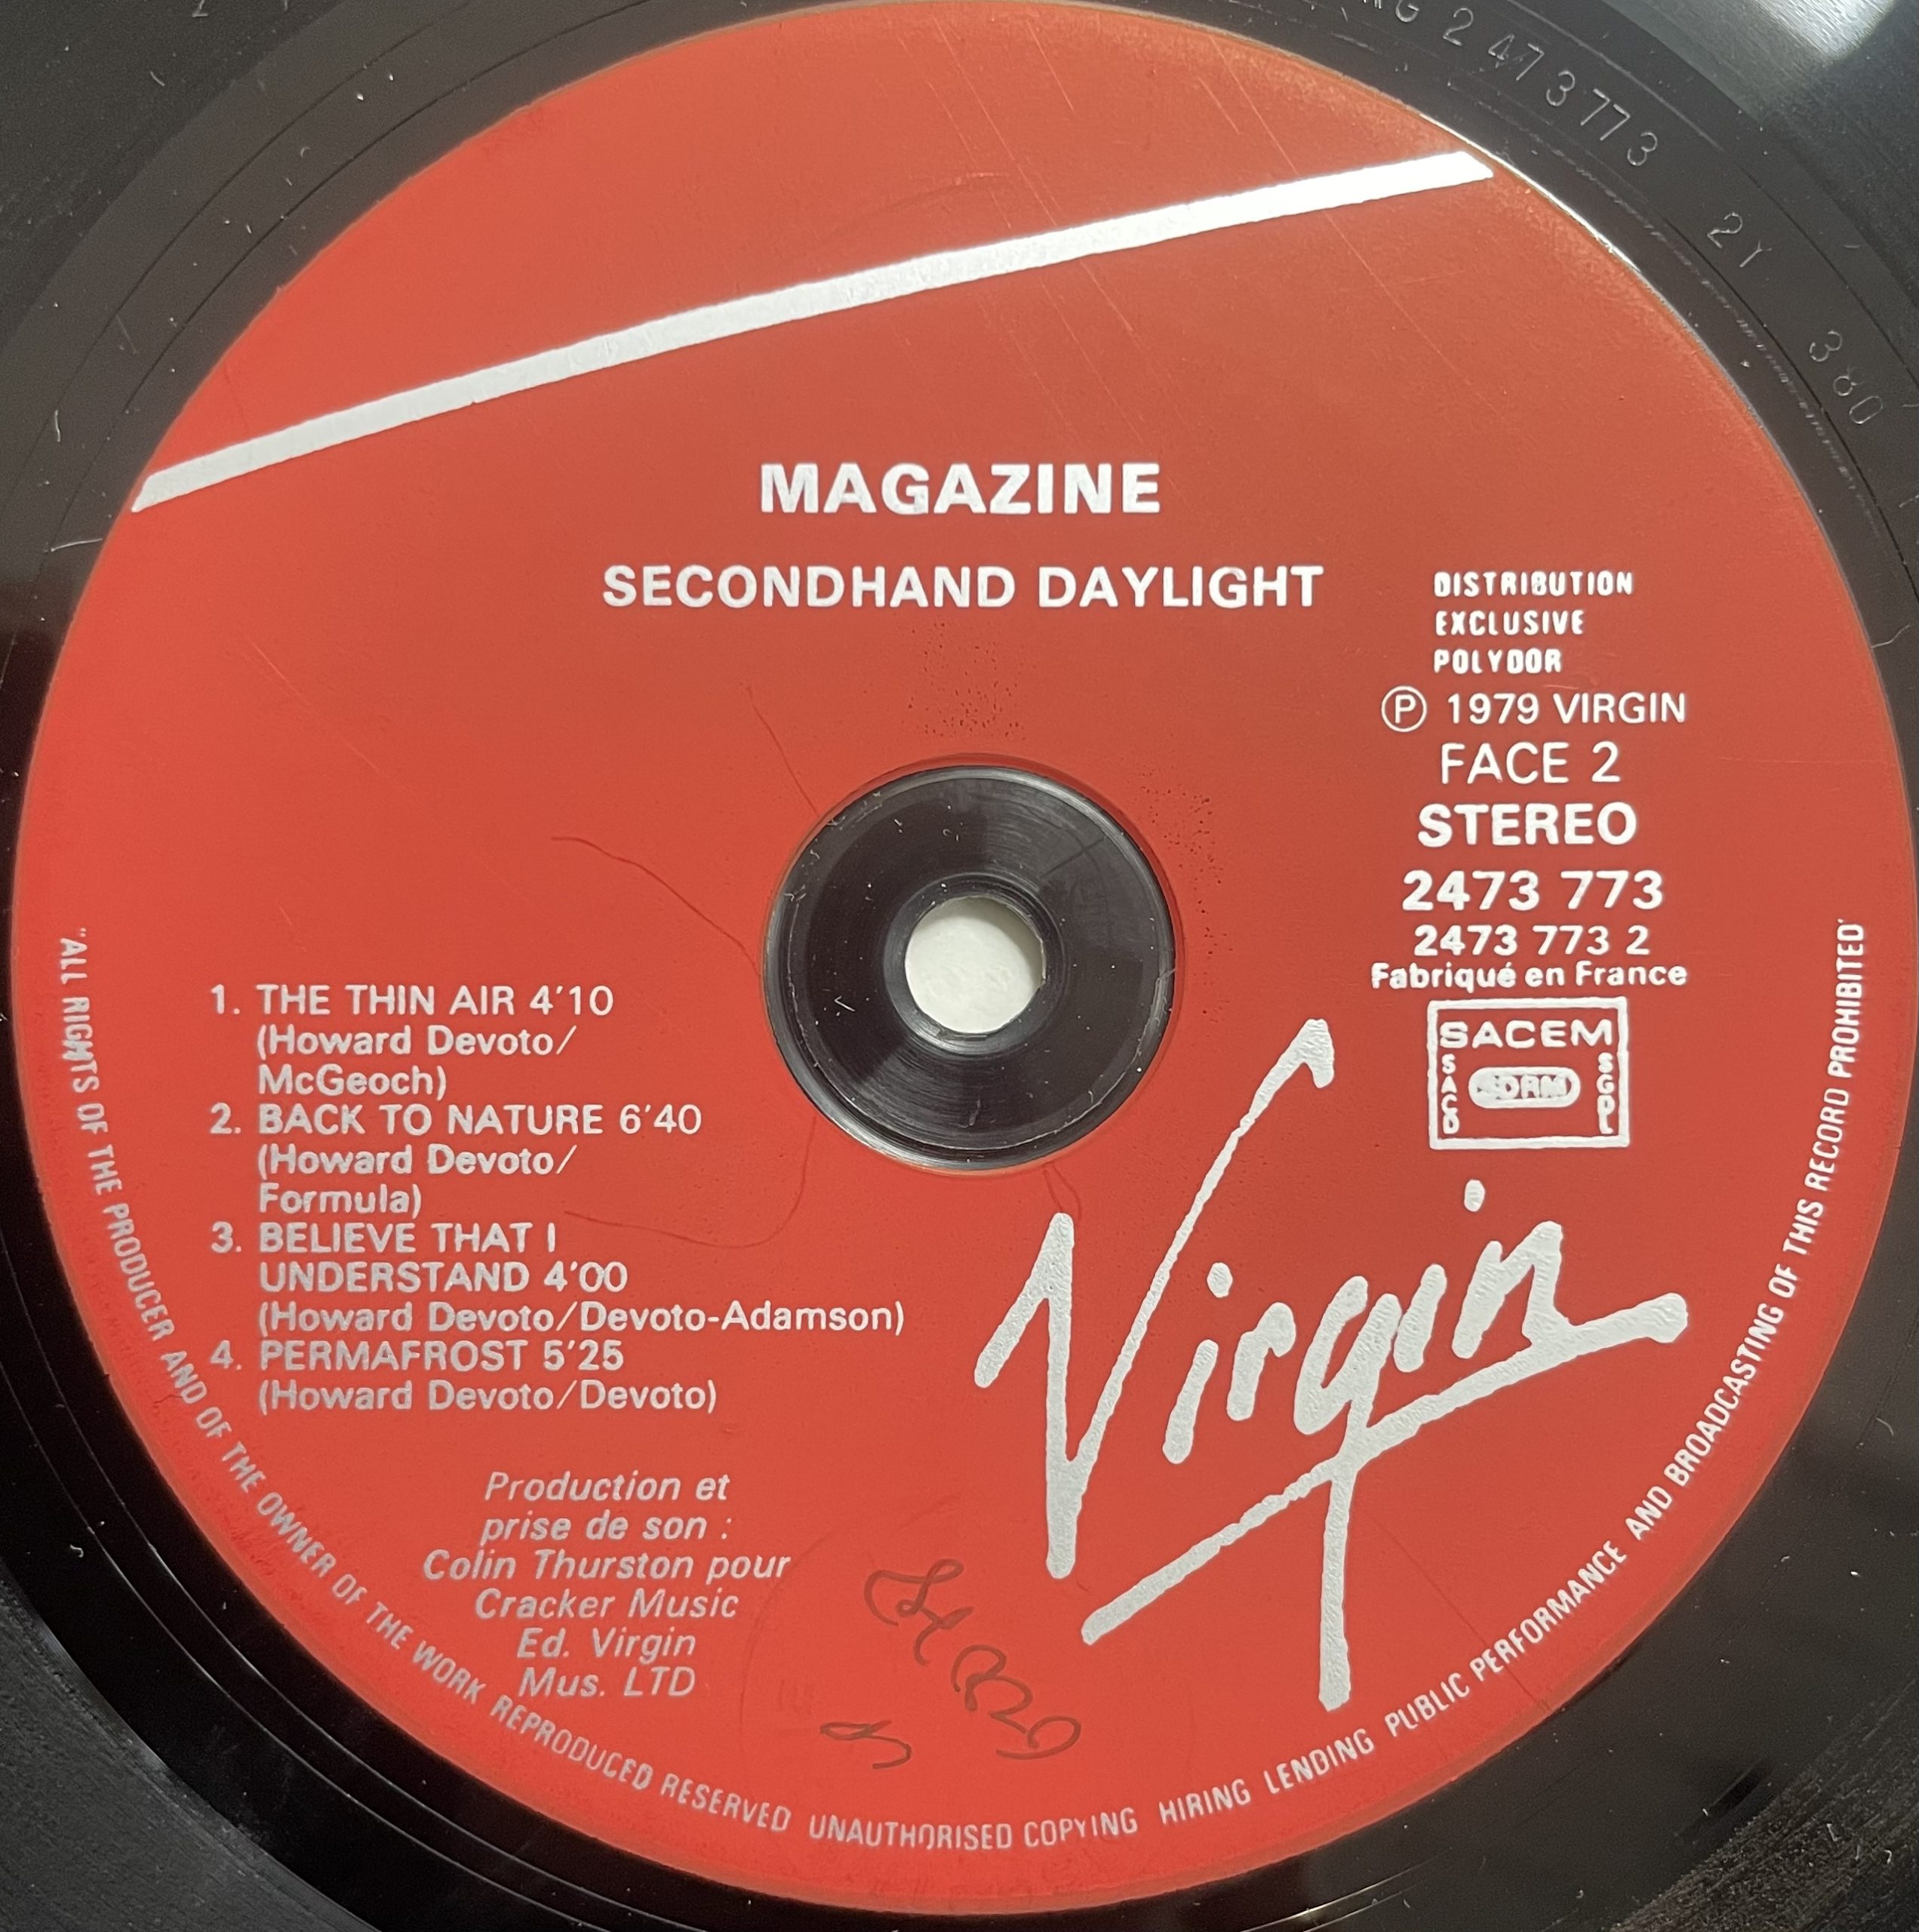 MAGAZINE
SECONDHAND DAYLIGHT
DISTRIBUTION
EXCLUSIVE
POLYDOR
Ⓟ 1979 VIRGIN
FACE 2
STEREO
2473 773
2473 773 2
Fabriqué en France
SACEM
SACD
SDRM
SGDL
1. THE THIN AIR 4'10
(Howard Devoto/
McGeoch)
2. BACK TO NATURE 6'40
(Howard Devoto/
Formula)
3. BELIEVE THAT I
UNDERSTAND 4'00
(Howard Devoto/Devoto-Adamson)
4. PERMAFROST 5'25
(Howard Devoto/Devoto)
Production et
prise de son :
Colin Thurston pour
Cracker Music
Ed. Virgin
Mus. LTD
Virgin
"ALL RIGHTS OF THE PRODUCER AND OF THE OWNER OF THE WORK REPRODUCED RESERVED UNAUTHORISED COPYING HIRING LENDING PUBLIC PERFORMANCE AND BROADCASTING OF THIS RECORD PROHIBITED"
2473773 2Y 380